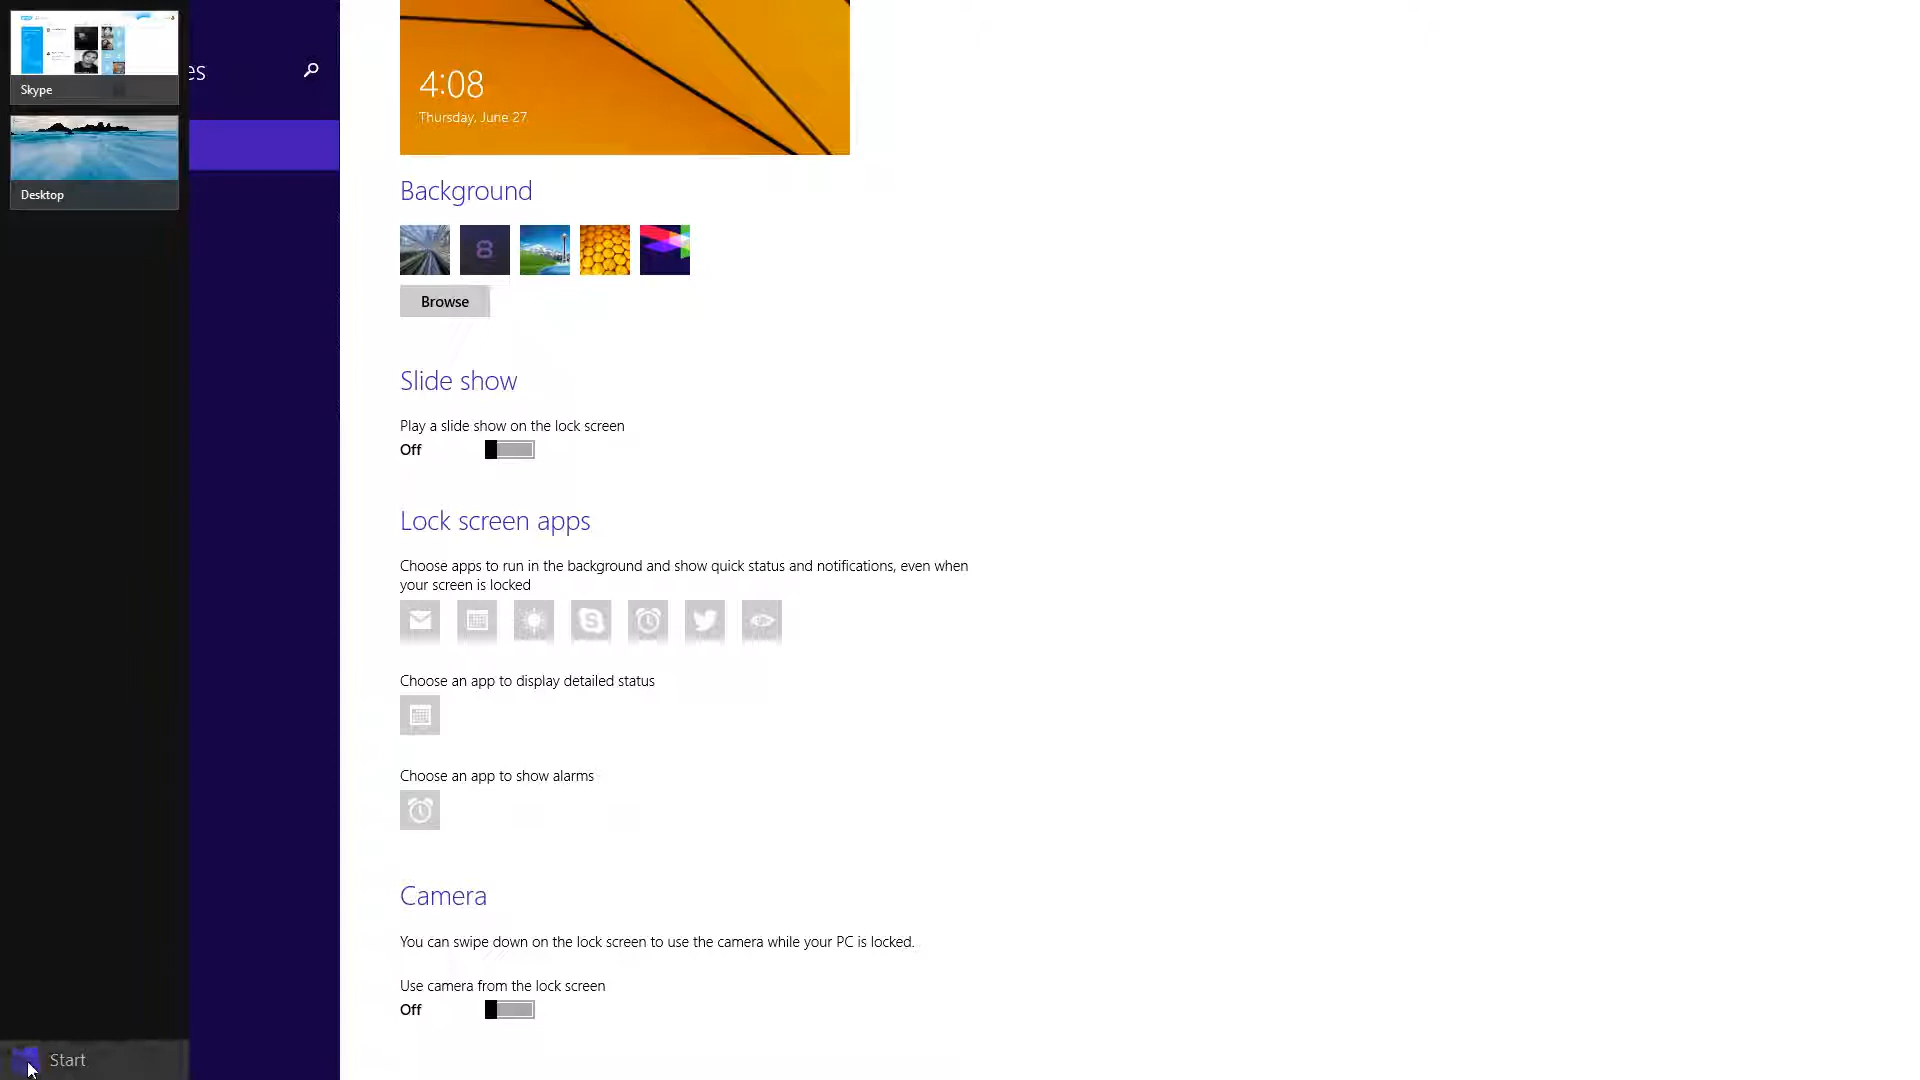 Skype
Desktop
es
4:08
Thursday, June 27
Background
8
Browse
Slide show
Play a slide show on the lock screen
Off
Lock screen apps
Choose apps to run in the background and show quick status and notifications, even when
your screen is locked
Choose an app to display detailed status
Choose an app to show alarms
Camera
You can swipe down on the lock screen to use the camera while your PC is locked.
Use camera from the lock screen
Off
Start